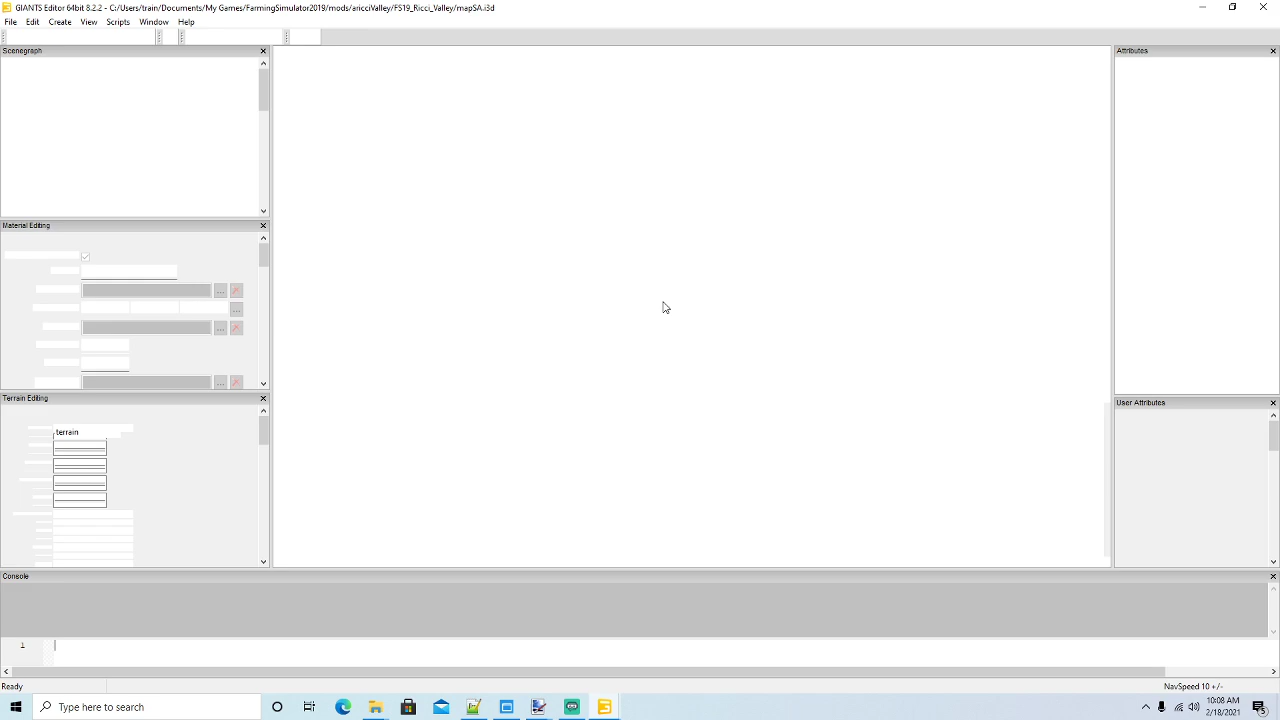 GIANTS Editor 64bit 8.2.2 - C:/Users/train/Documents/My Games/FarmingSimulator2019/mods/aricciValley/FS19_Ricci_Valley/mapSA.i3d
File Edit Create View Scripts Window Help
Scenegraph
Attributes
Material Editing
...
...
...
...
Terrain Editing
terrain
User Attributes
Console
1
Ready
NavSpeed 10 +/-
Type here to search
10:08 AM
2/18/2021